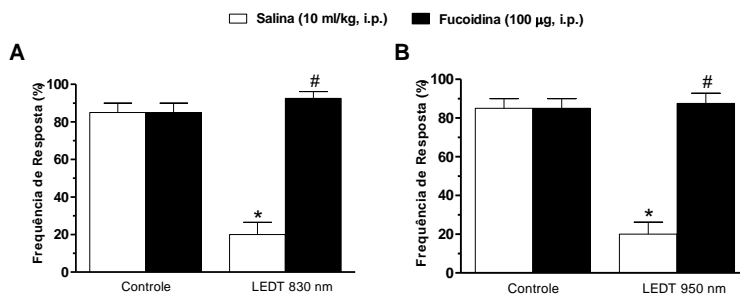 Salina (10 ml/kg, i.p.) Fucoidina (100 µg, i.p.)
A
Frequência de Resposta (%)
100
80
60
40
20
0
*
#
Controle LEDT 830 nm
B
Frequência de Resposta (%)
100
80
60
40
20
0
*
#
Controle LEDT 950 nm